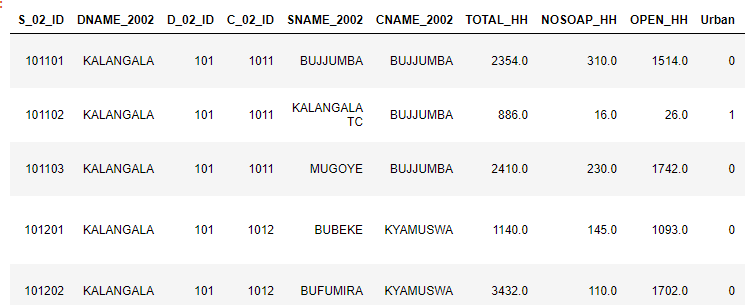 S_02_ID DNAME_2002 D_02_ID C_02_ID SNAME_2002 CNAME_2002 TOTAL_HH NOSOAP_HH OPEN_HH Urban
101101 KALANGALA 101 1011 BUJJUMBA BUJJUMBA 2354.0 310.0 1514.0 0
101102 KALANGALA 101 1011 KALANGALA TC BUJJUMBA 886.0 16.0 26.0 1
101103 KALANGALA 101 1011 MUGOYE BUJJUMBA 2410.0 230.0 1742.0 0
101201 KALANGALA 101 1012 BUBEKE KYAMUSWA 1140.0 145.0 1093.0 0
101202 KALANGALA 101 1012 BUFUMIRA KYAMUSWA 3432.0 110.0 1702.0 0